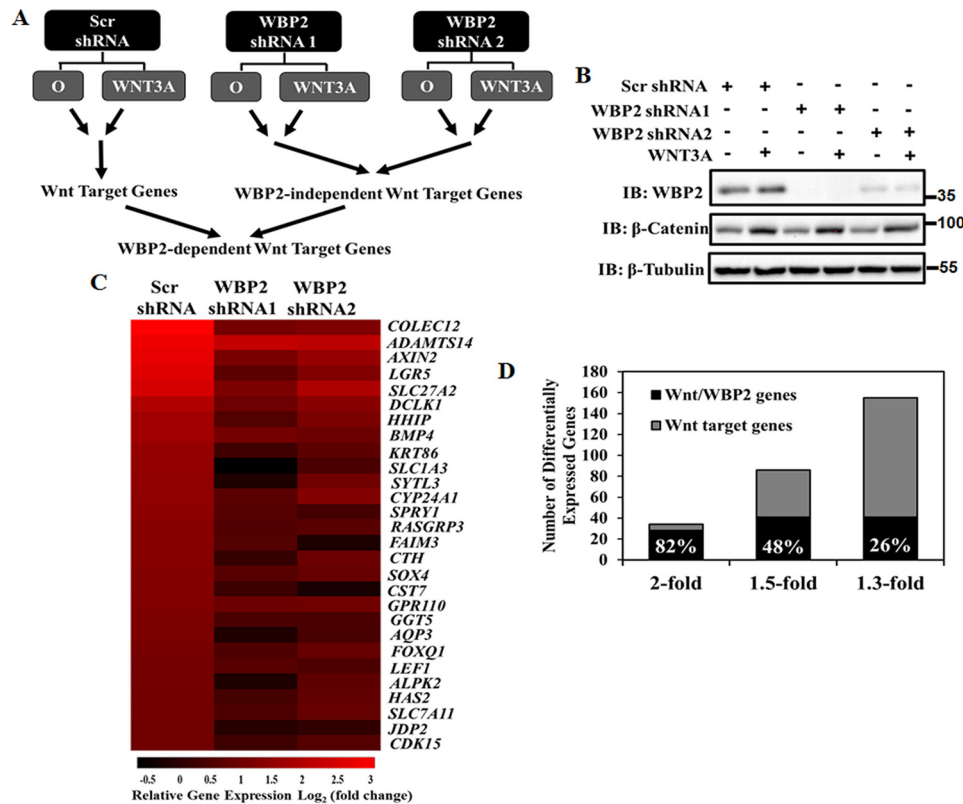 A
Scr
shRNA
WBP2
shRNA 1
WBP2
shRNA 2
O
WNT3A
O
WNT3A
O
WNT3A
Wnt Target Genes
WBP2-independent Wnt Target Genes
WBP2-dependent Wnt Target Genes
B
Scr shRNA + + - - - -
WBP2 shRNA1 - - + + - -
WBP2 shRNA2 - - - - + +
WNT3A - + - + - +
IB: WBP2
35
IB: β-Catenin
100
IB: β-Tubulin
55
C
Scr
shRNA
WBP2
shRNA1
WBP2
shRNA2
COLEC12
ADAMTS14
AXIN2
LGR5
SLC27A2
DCLK1
HHIP
BMP4
KRT86
SLC1A3
SYTL3
CYP24A1
SPRY1
RASGRP3
FAIM3
CTH
SOX4
CST7
GPR110
GGT5
AQP3
FOXQ1
LEF1
ALPK2
HAS2
SLC7A11
JDP2
CDK15
-0.5 0 0.5 1 1.5 2 2.5 3
Relative Gene Expression Log2 (fold change)
D
Number of Differentially
Expressed Genes
180
160
140
120
100
80
60
40
20
0
Wnt/WBP2 genes
Wnt target genes
82%
48%
26%
2-fold
1.5-fold
1.3-fold